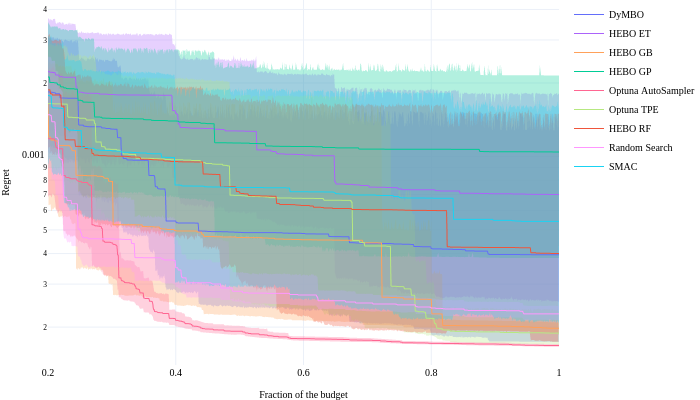 4
3
2
0.001
9
8
7
6
5
4
3
2
Regret
0.2
0.4
0.6
0.8
1
Fraction of the budget
DyMBO
HEBO ET
HEBO GB
HEBO GP
Optuna AutoSampler
Optuna TPE
HEBO RF
Random Search
SMAC